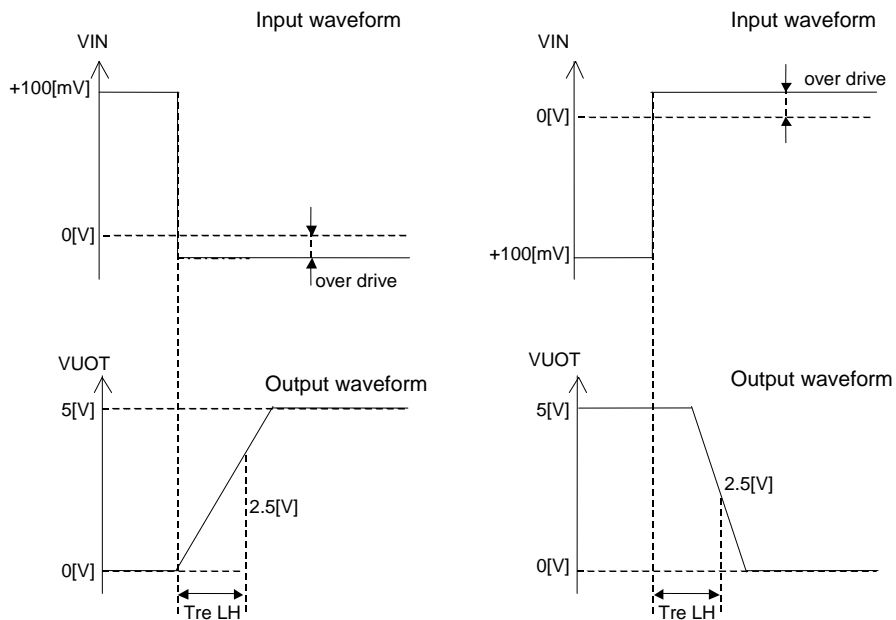 Input waveform
VIN
+100[mV]
0[V]
over drive
VUOT
Output waveform
5[V]
2.5[V]
0[V]
Tre LH
Input waveform
VIN
over drive
0[V]
+100[mV]
VUOT
Output waveform
5[V]
2.5[V]
0[V]
Tre LH